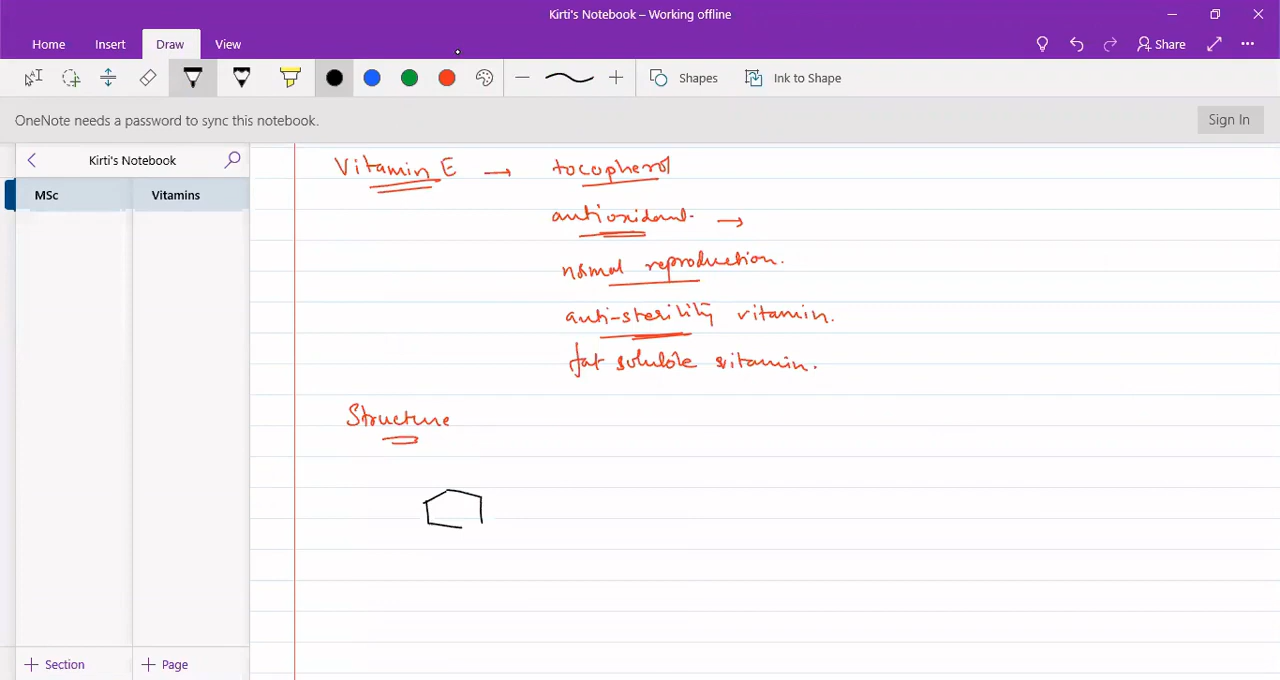 Kirti's Notebook – Working offline
Home Insert Draw View Share
Shapes Ink to Shape
OneNote needs a password to sync this notebook. Sign In
Kirti's Notebook
MSc Vitamins
Vitamin E → tocopherol
antioxidant. →
normal reproduction.
anti-sterility vitamin.
fat soluble vitamin.
Structure
+ Section + Page